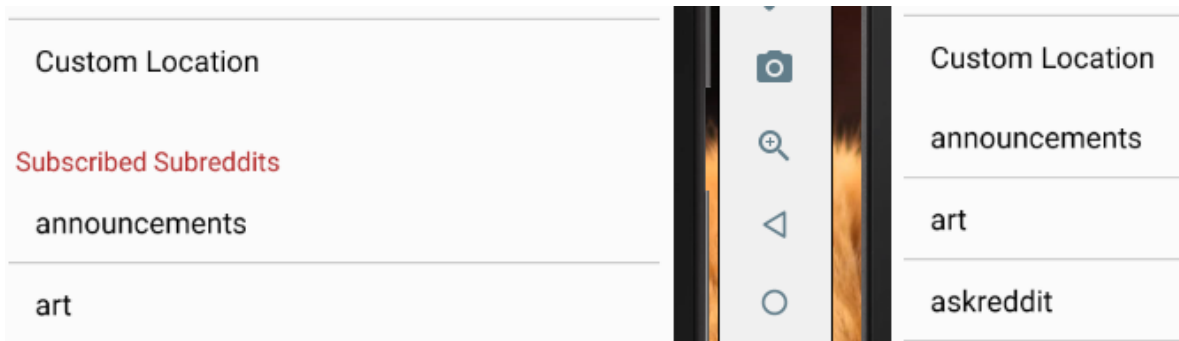 Custom Location
Subscribed Subreddits
announcements
art
Custom Location
announcements
art
askreddit